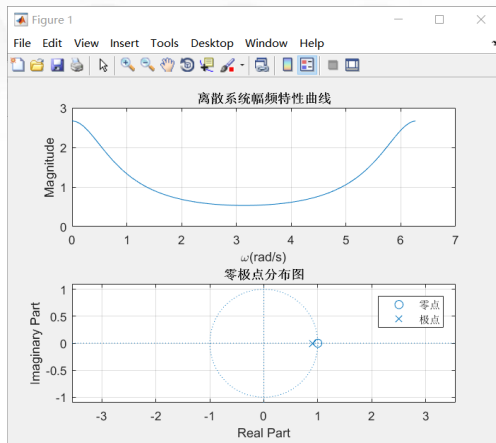 Figure 1
File Edit View Insert Tools Desktop Window Help
离散系统幅频特性曲线
3
2
1
0
Magnitude
0 1 2 3 4 5 6 7
ω(rad/s)
零极点分布图
1
0.5
0
-0.5
-1
Imaginary Part
零点
极点
-3 -2 -1 0 1 2 3
Real Part